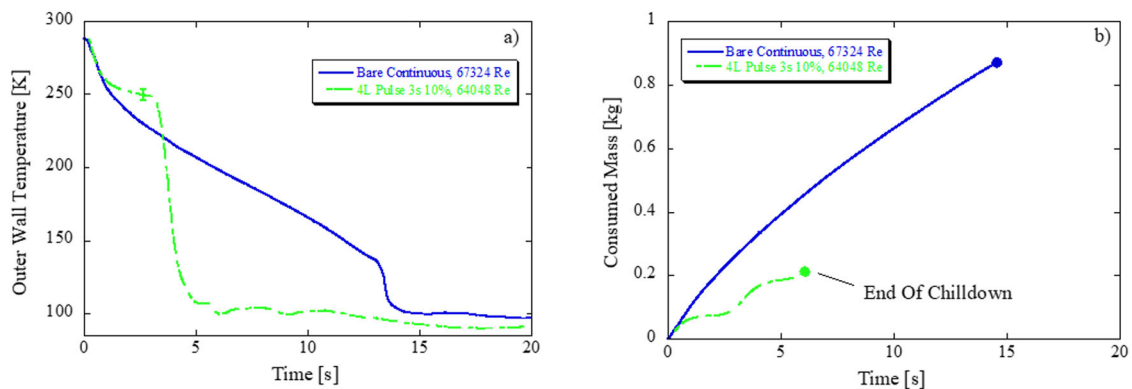 a)
Bare Continuous, 67324 Re
4L Pulse 3s 10%, 64048 Re
Outer Wall Temperature [K]
300
250
200
150
100
0
5
10
15
20
Time [s]
b)
Bare Continuous, 67324 Re
4L Pulse 3s 10%, 64048 Re
Consumed Mass [kg]
1
0.8
0.6
0.4
0.2
0
End Of Chilldown
0
5
10
15
20
Time [s]